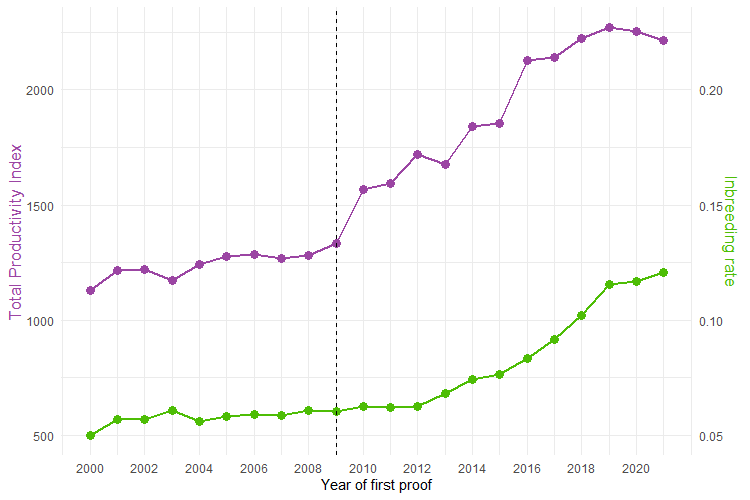 Total Productivity Index
2000
1500
1000
500
0.20
0.15
0.10
0.05
Inbreeding rate
2000 2002 2004 2006 2008 2010 2012 2014 2016 2018 2020
Year of first proof